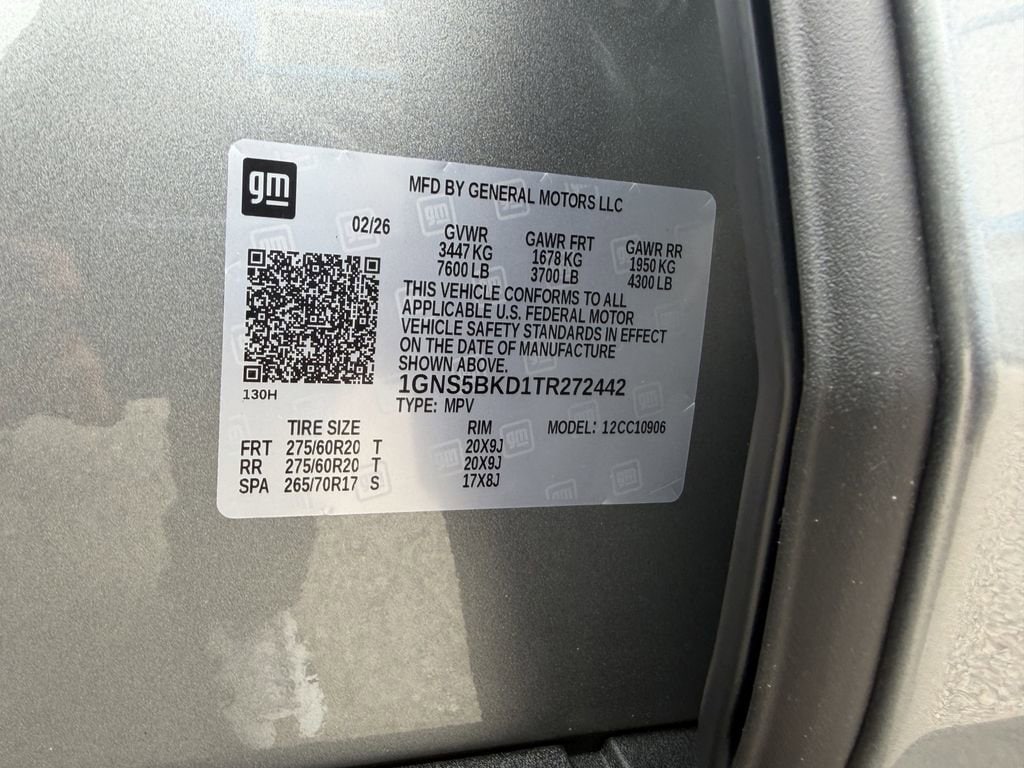 gm
MFD BY GENERAL MOTORS LLC
02/26
GVWR
3447 KG
7600 LB
GAWR FRT
1678 KG
3700 LB
GAWR RR
1950 KG
4300 LB
THIS VEHICLE CONFORMS TO ALL
APPLICABLE U.S. FEDERAL MOTOR
VEHICLE SAFETY STANDARDS IN EFFECT
ON THE DATE OF MANUFACTURE
SHOWN ABOVE.
1GNS5BKD1TR272442
130H
TYPE: MPV
TIRE SIZE RIM MODEL: 12CC10906
FRT 275/60R20 T 20X9J
RR 275/60R20 T 20X9J
SPA 265/70R17 S 17X8J